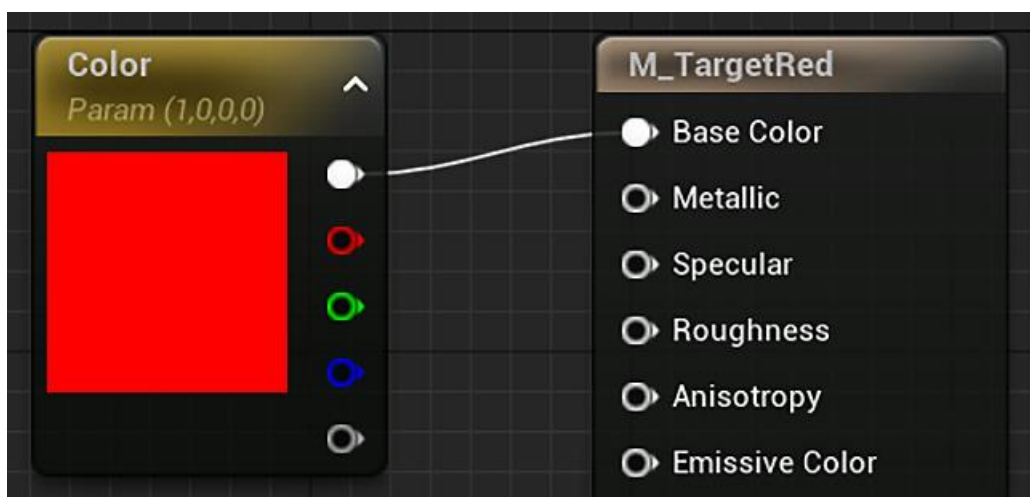 Color
Param (1,0,0,0)
M_TargetRed
Base Color
Metallic
Specular
Roughness
Anisotropy
Emissive Color